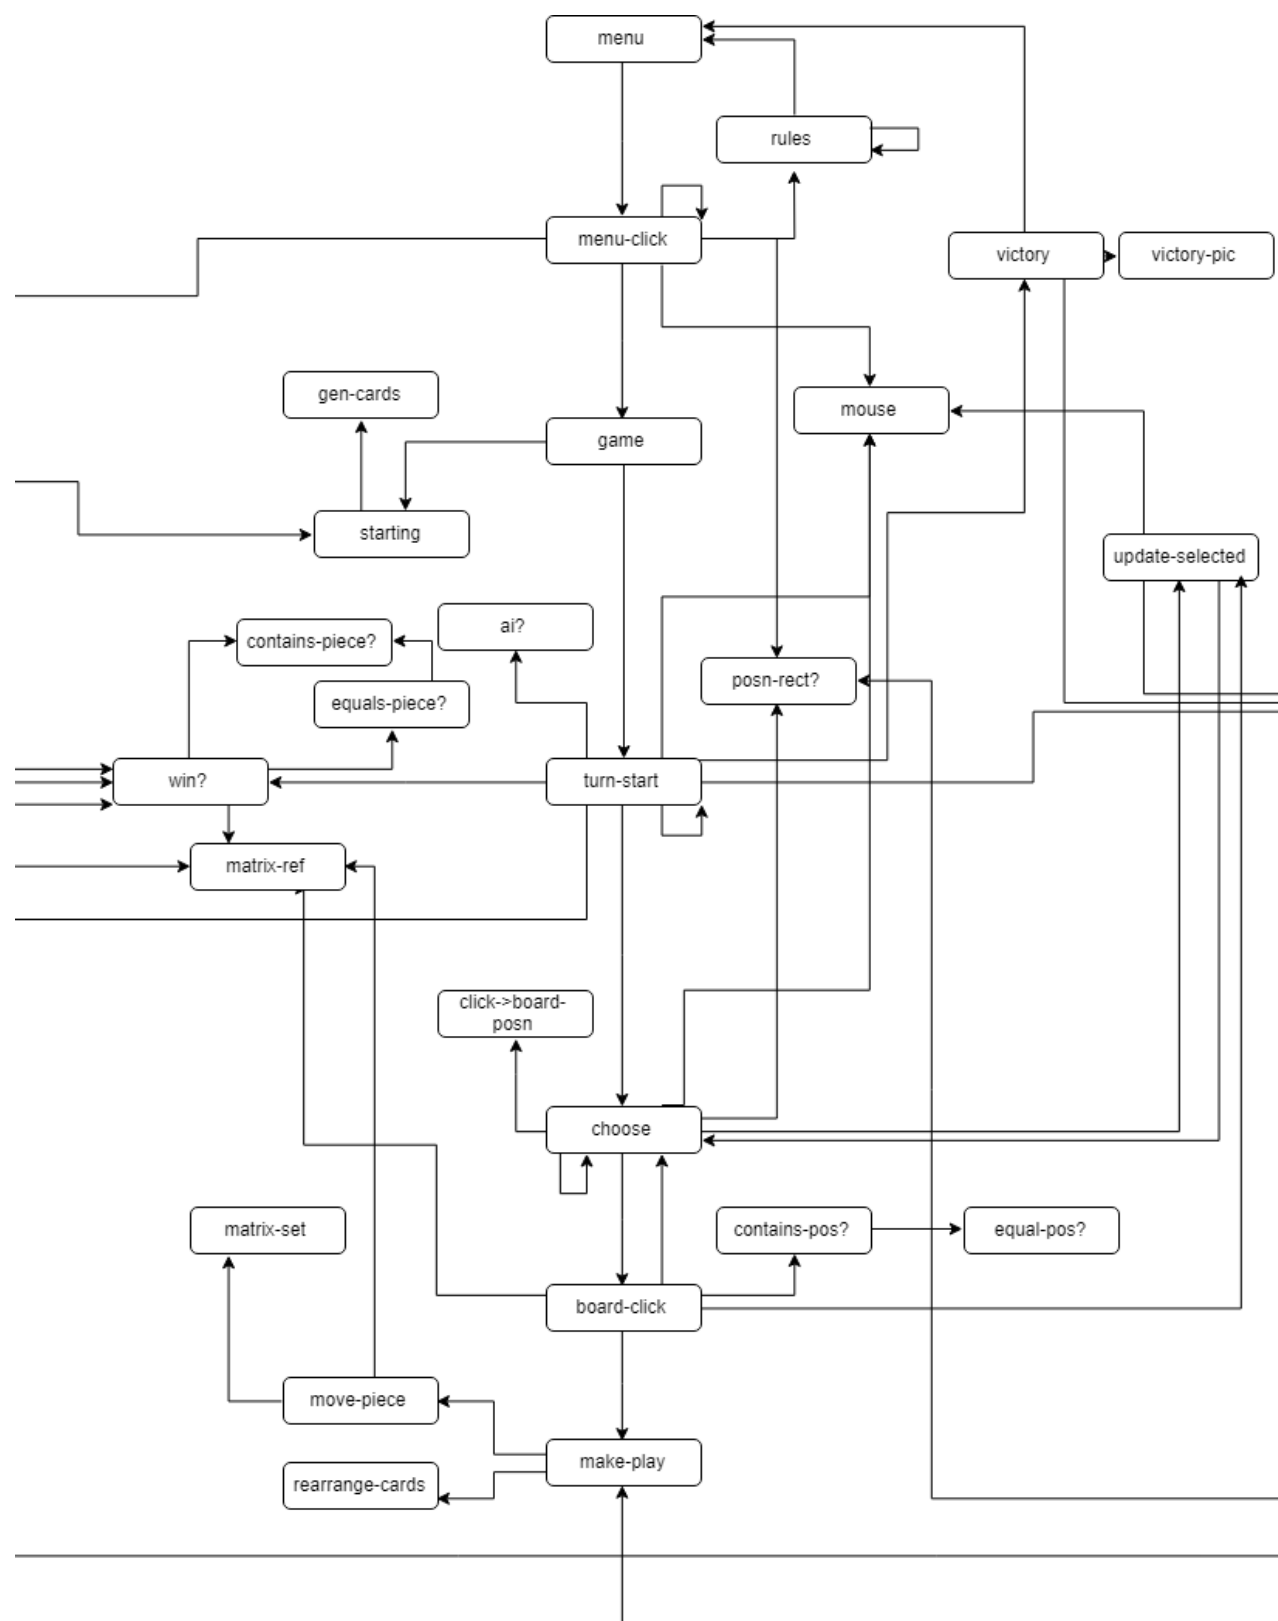 menu
rules
menu-click
victory
victory-pic
gen-cards
mouse
game
starting
update-selected
ai?
contains-piece?
posn-rect?
equals-piece?
win?
turn-start
matrix-ref
click->board-
posn
choose
matrix-set
contains-pos?
equal-pos?
board-click
move-piece
make-play
rearrange-cards